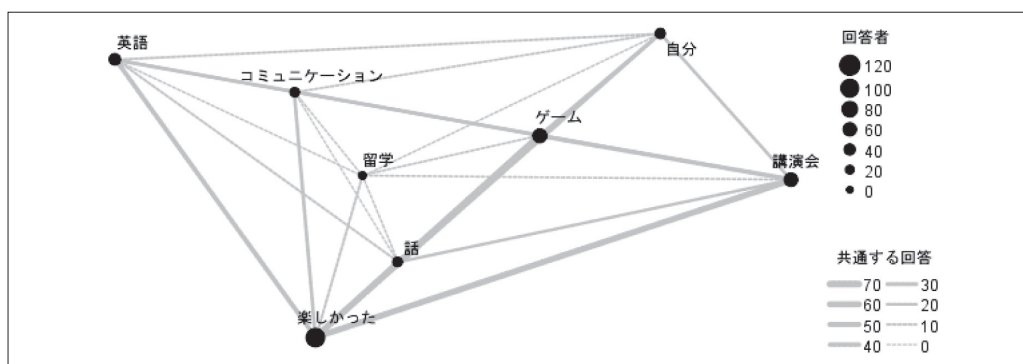 英語
自分
コミュニケーション
ゲーム
留学
講演会
話
楽しかった
回答者
120
100
80
60
40
20
0
共通する回答
70 30
60 20
50 10
40 0